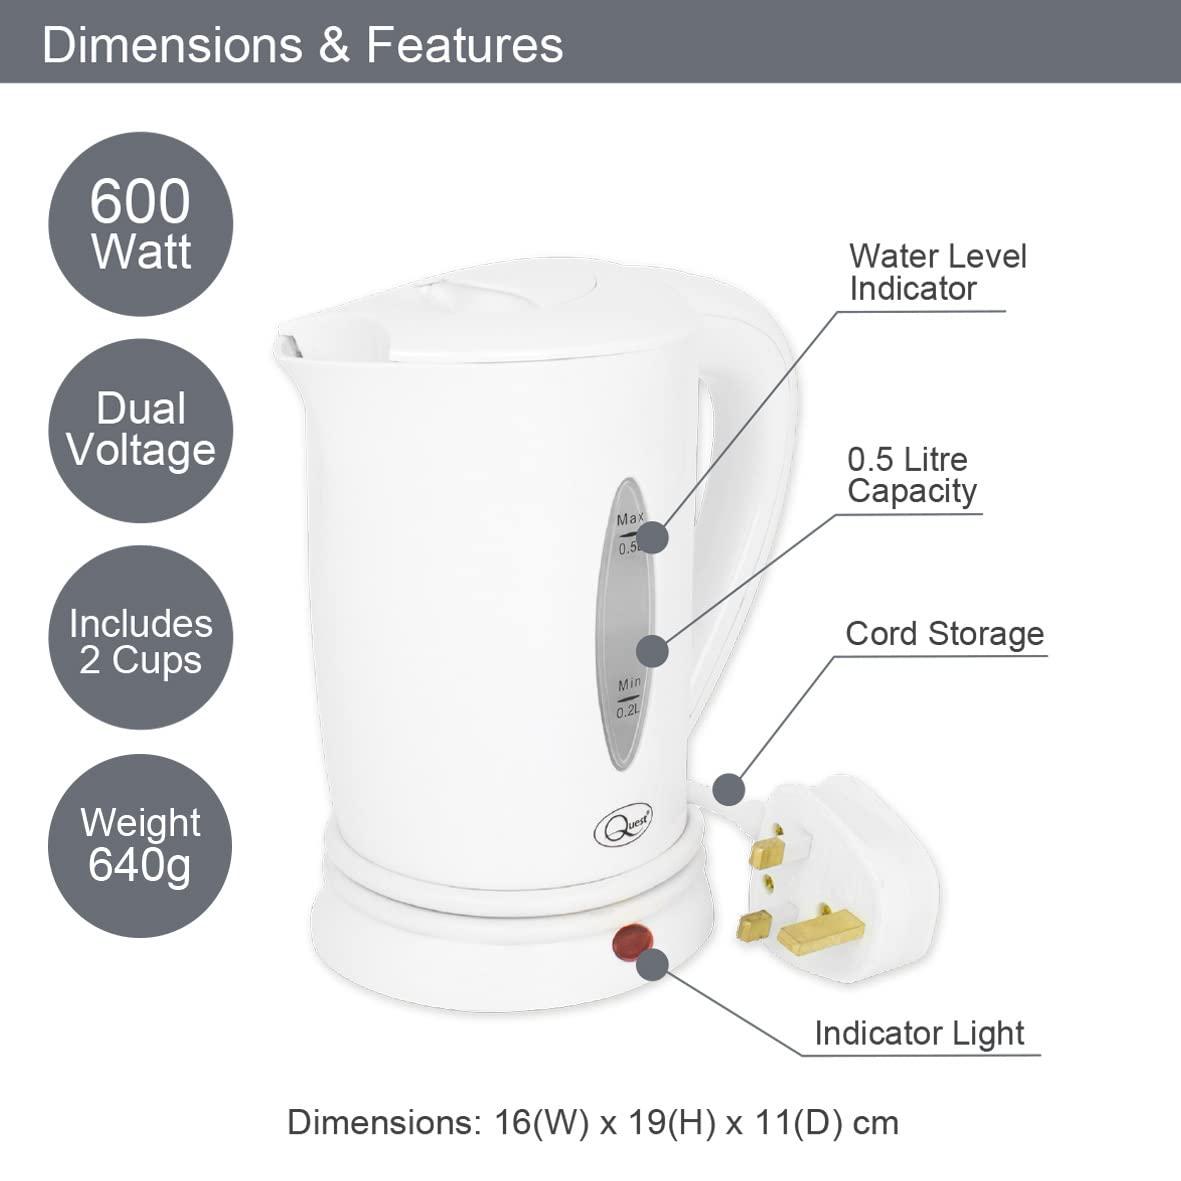 Dimensions & Features
600
Watt
Dual
Voltage
Includes
2 Cups
Weight
640g
Water Level
Indicator
0.5 Litre
Capacity
Cord Storage
Indicator Light
Max
0.5L
Min
0.2L
Quest®
Dimensions: 16(W) x 19(H) x 11(D) cm